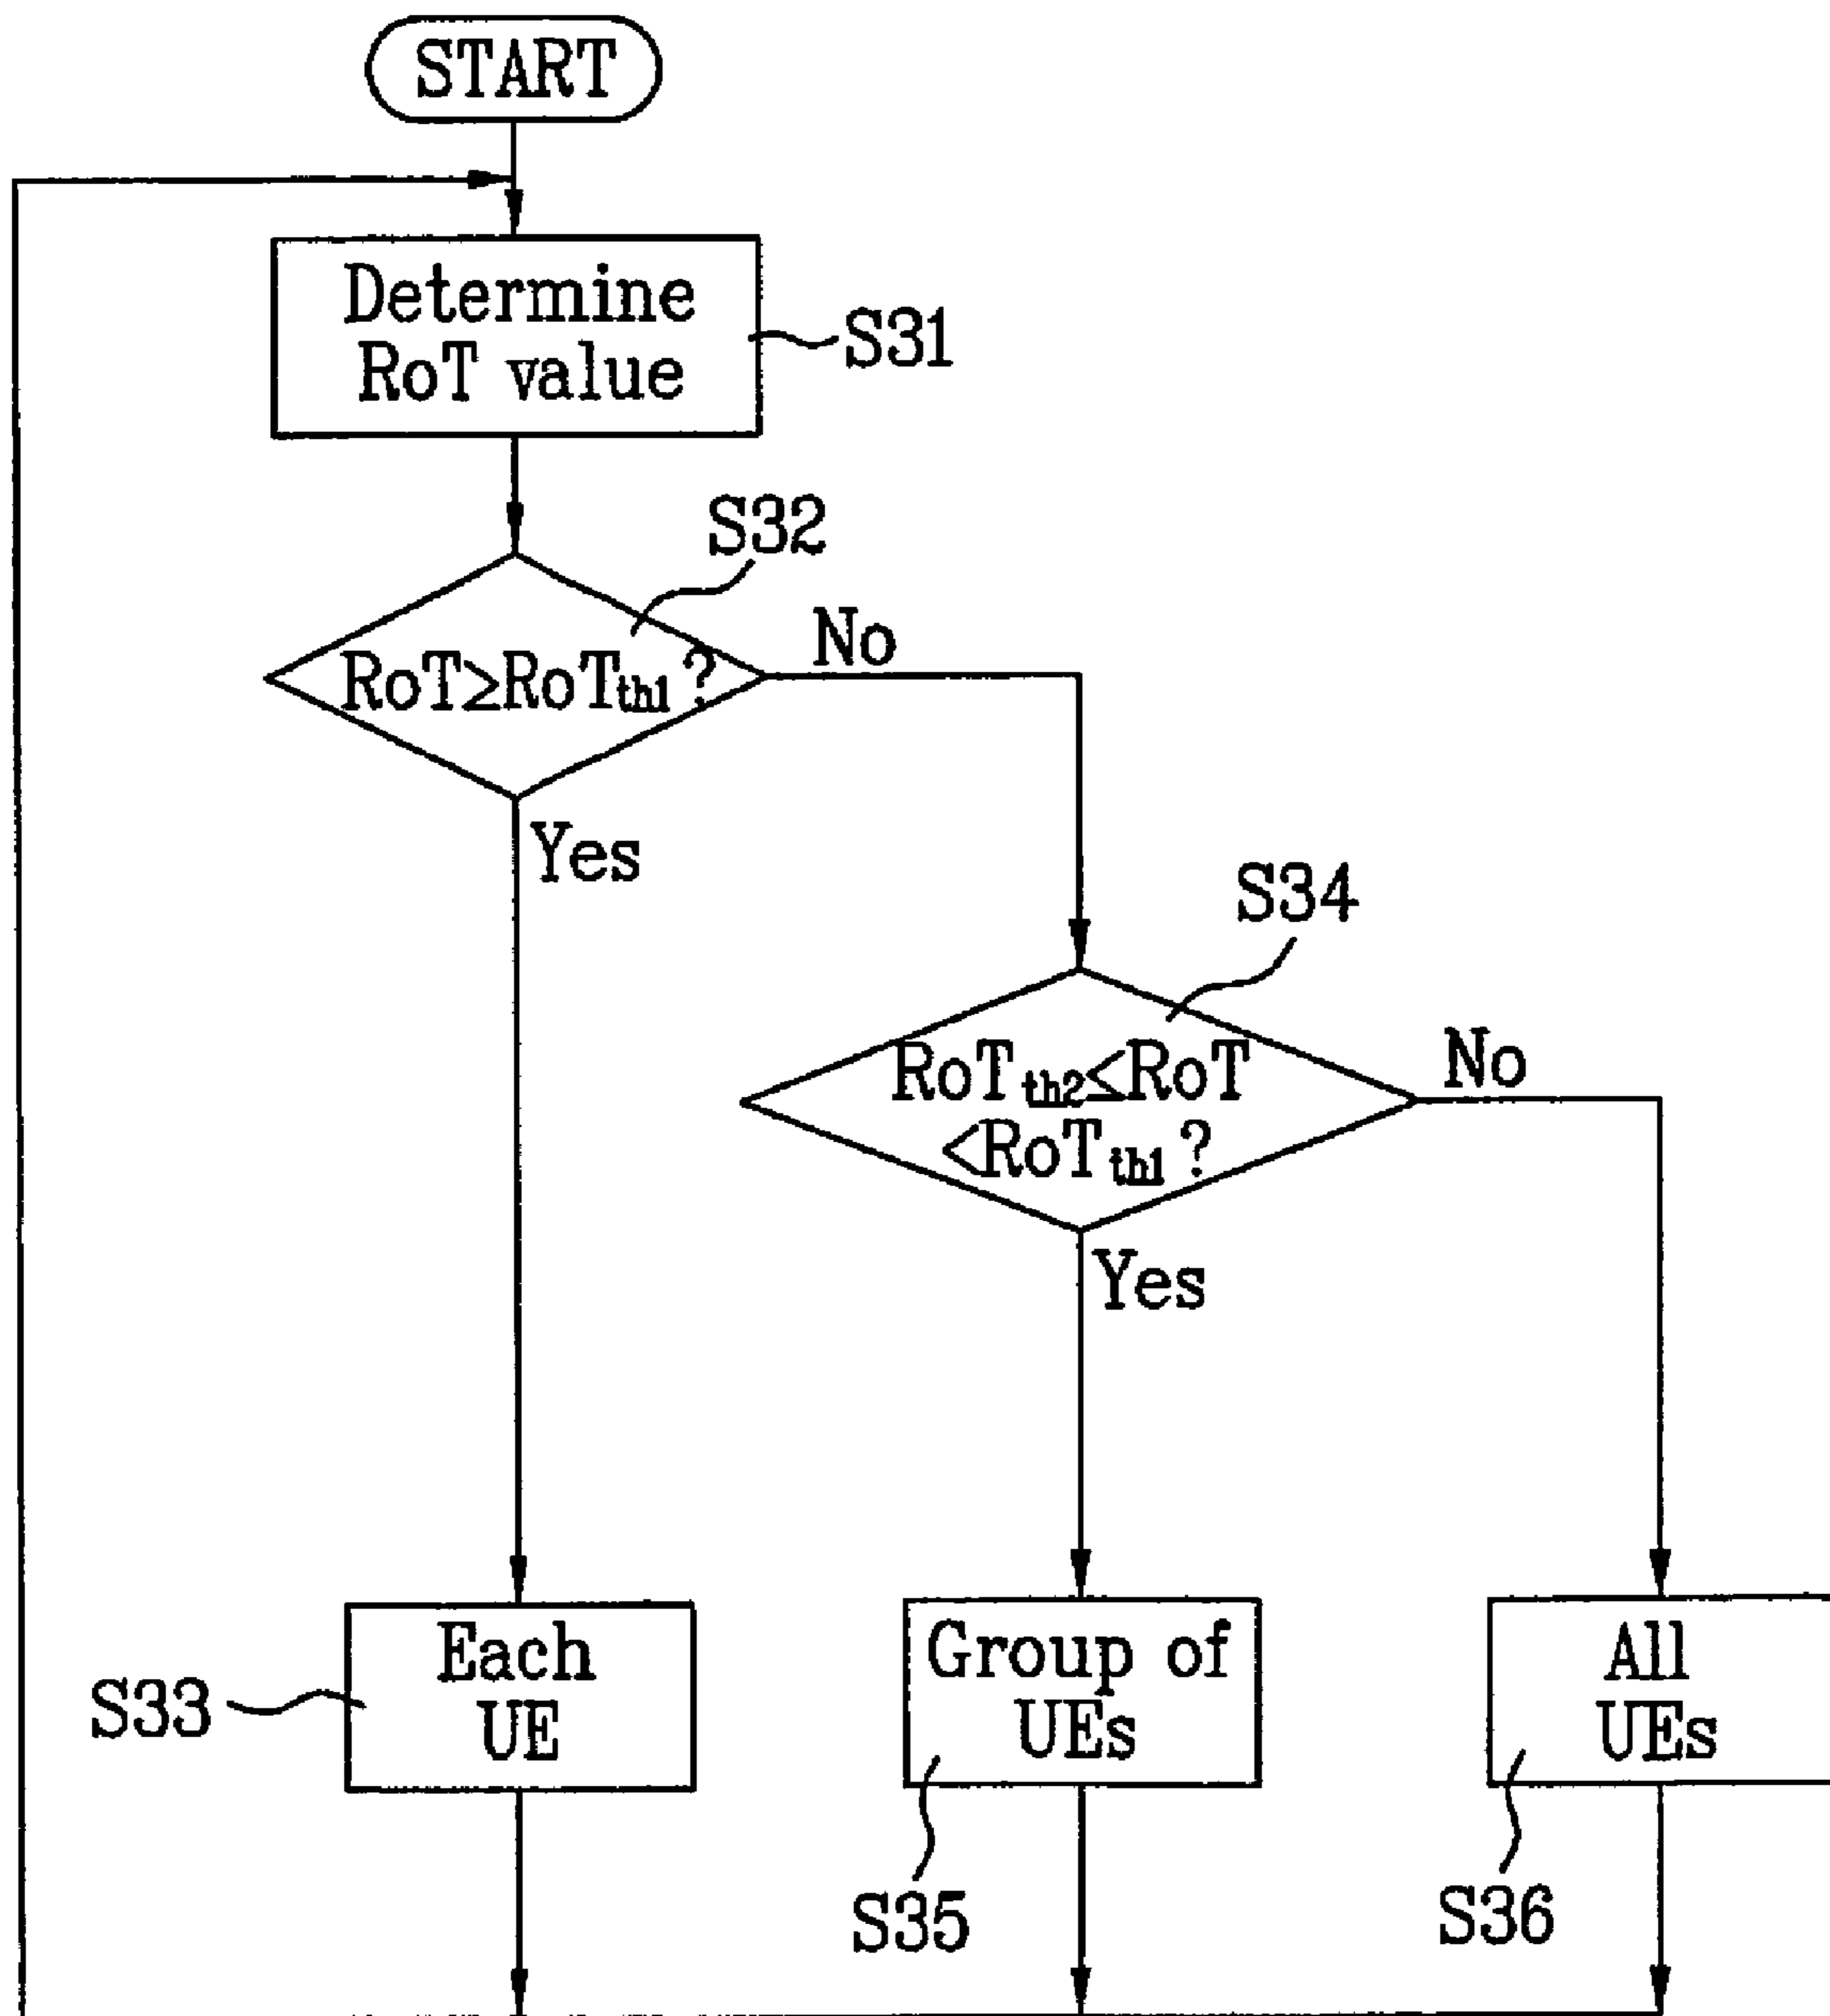 START
Determine
RoT value
S31
S32
RoT≥RoTth1 ?
No
Yes
S34
RoTth2≤RoT
<RoTth1 ?
No
Yes
Each
UE
S33
Group of
UEs
S35
All
UEs
S36